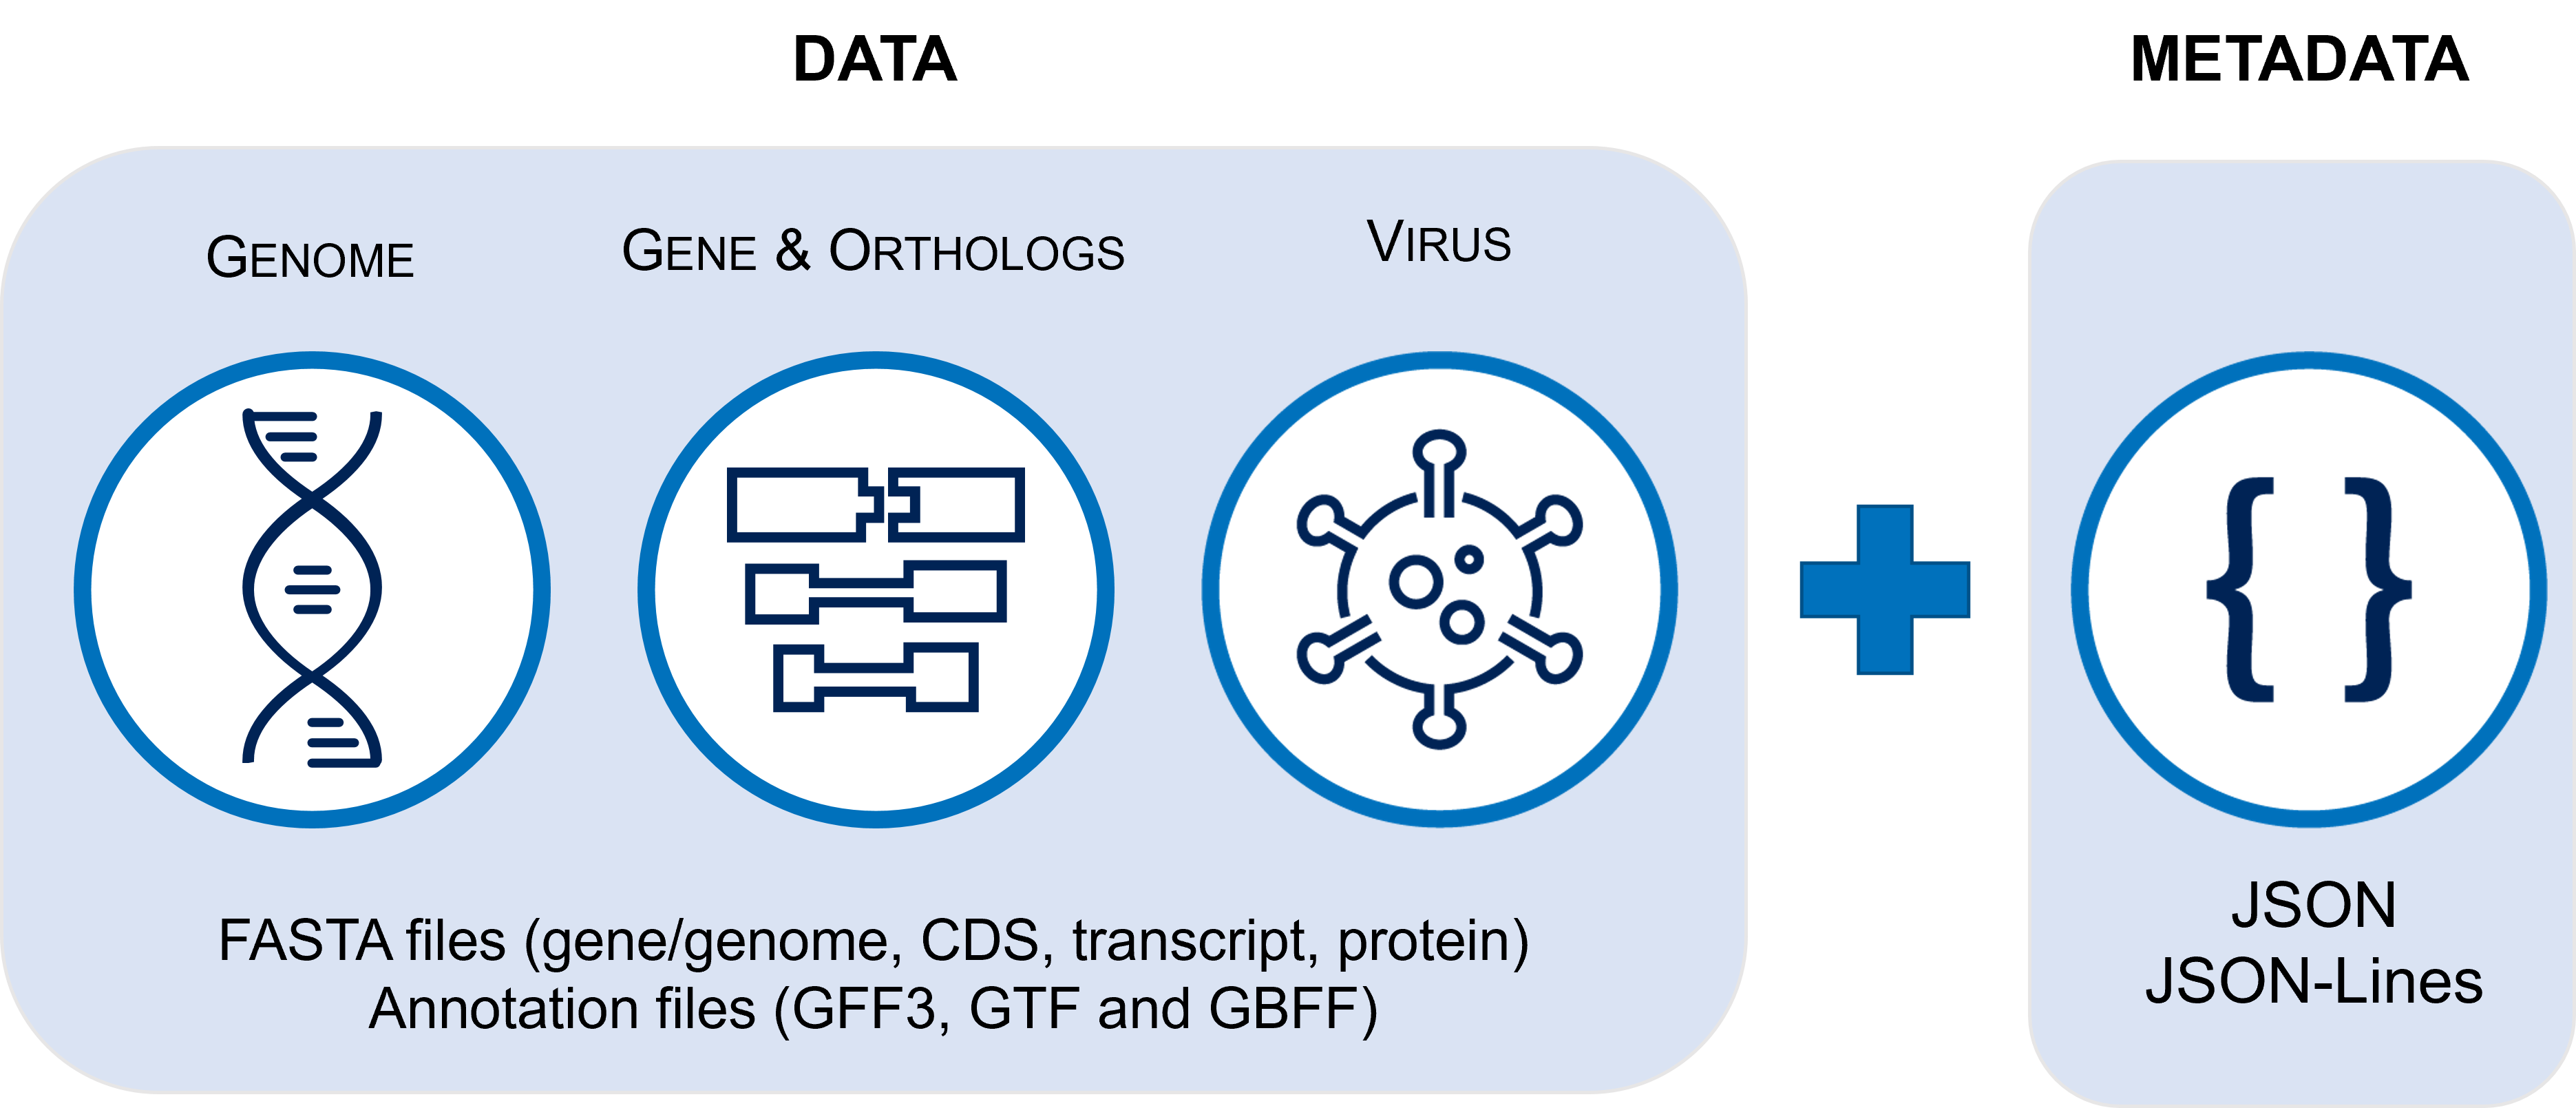 DATA
METADATA
GENOME
GENE & ORTHOLOGS
VIRUS
{ }
FASTA files (gene/genome, CDS, transcript, protein)
Annotation files (GFF3, GTF and GBFF)
JSON
JSON-Lines